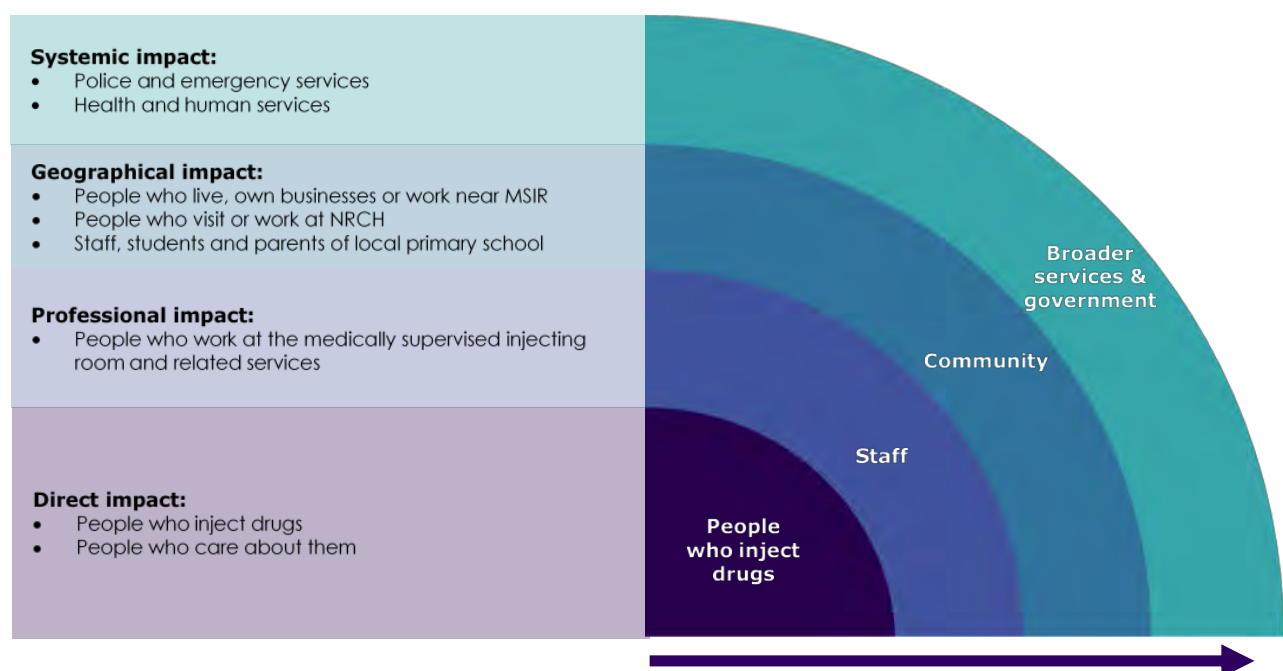 Systemic impact:
• Police and emergency services
• Health and human services
Geographical impact:
• People who live, own businesses or work near MSIR
• People who visit or work at NRCH
• Staff, students and parents of local primary school
Professional impact:
• People who work at the medically supervised injecting
room and related services
Direct impact:
• People who inject drugs
• People who care about them
Broader
services &
government
Community
Staff
People
who inject
drugs